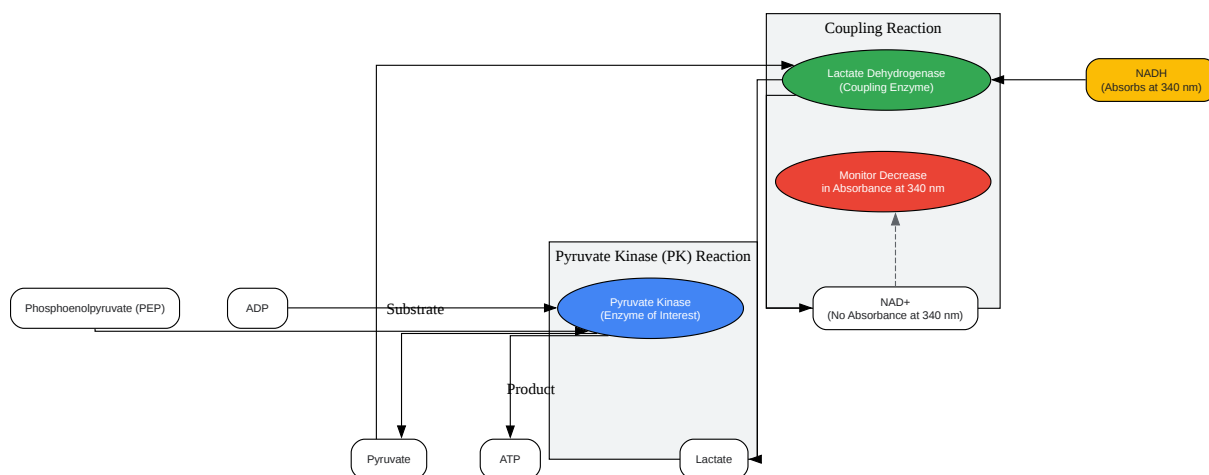 Coupling Reaction
Lactate Dehydrogenase
(Coupling Enzyme)
NADH
(Absorbs at 340 nm)
Monitor Decrease
in Absorbance at 340 nm
Pyruvate Kinase (PK) Reaction
Phosphoenolpyruvate (PEP)
ADP
Substrate
Pyruvate Kinase
(Enzyme of Interest)
NAD+
(No Absorbance at 340 nm)
Product
Pyruvate
ATP
Lactate